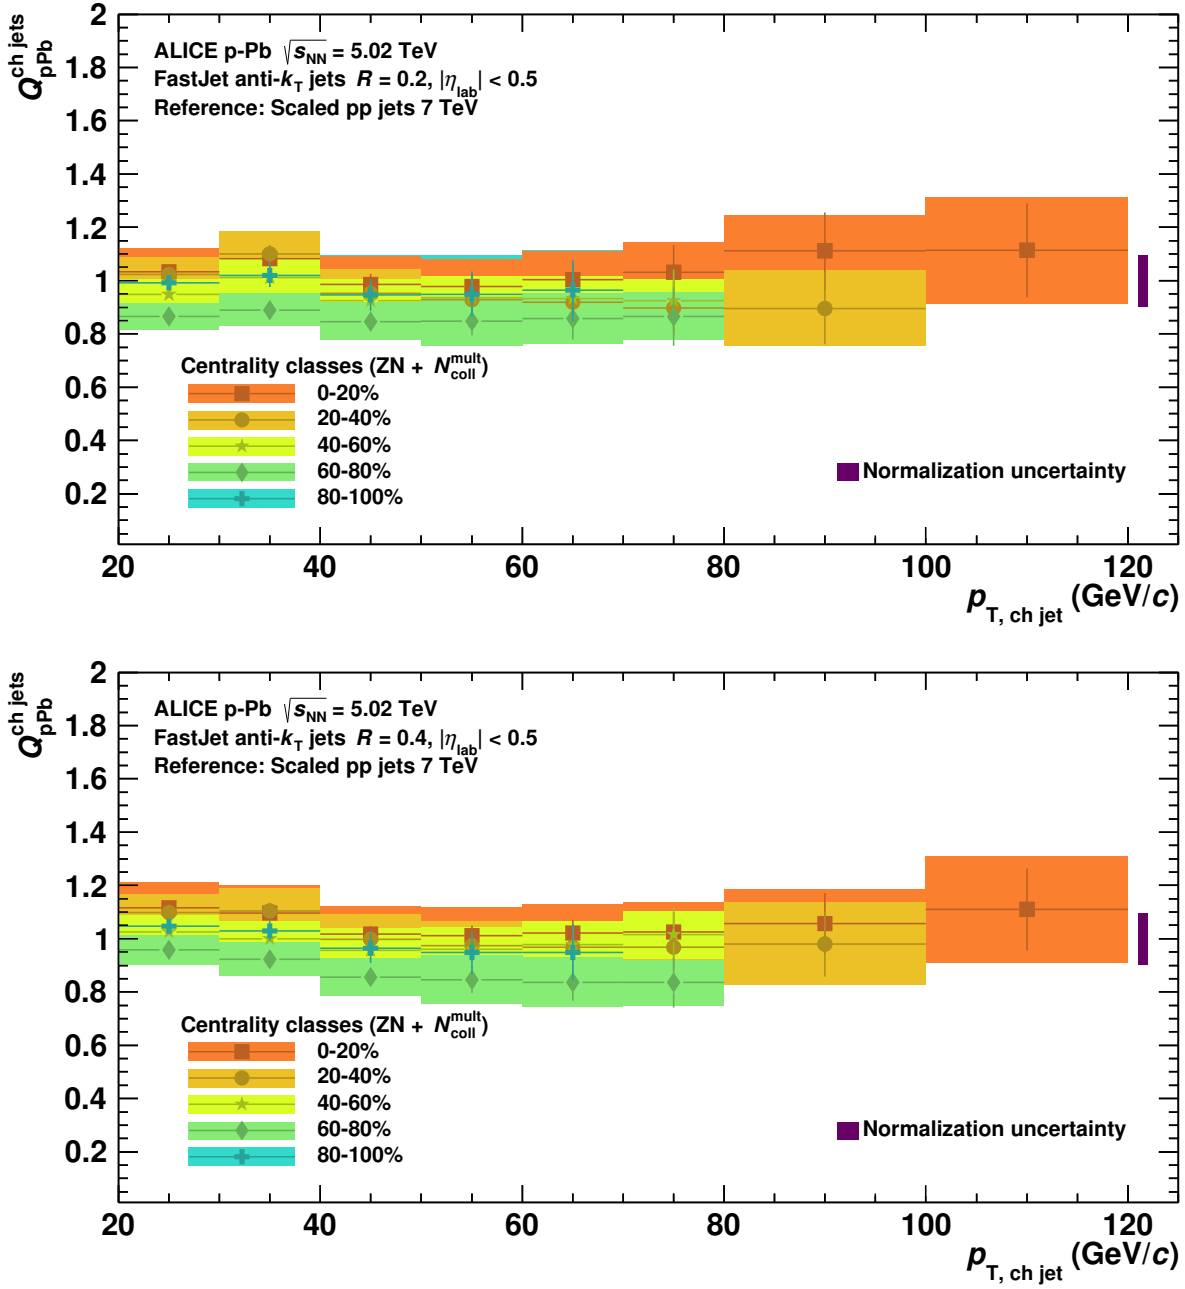 Q_pPb^ch jets
2
1.8
1.6
1.4
1.2
1
0.8
0.6
0.4
0.2
ALICE p-Pb √s_NN = 5.02 TeV
FastJet anti-k_T jets R = 0.2, |η_lab| < 0.5
Reference: Scaled pp jets 7 TeV
Centrality classes (ZN + N_coll^mult)
0-20%
20-40%
40-60%
60-80%
80-100%
Normalization uncertainty
20 40 60 80 100 120
p_T, ch jet (GeV/c)
Q_pPb^ch jets
2
1.8
1.6
1.4
1.2
1
0.8
0.6
0.4
0.2
ALICE p-Pb √s_NN = 5.02 TeV
FastJet anti-k_T jets R = 0.4, |η_lab| < 0.5
Reference: Scaled pp jets 7 TeV
Centrality classes (ZN + N_coll^mult)
0-20%
20-40%
40-60%
60-80%
80-100%
Normalization uncertainty
20 40 60 80 100 120
p_T, ch jet (GeV/c)